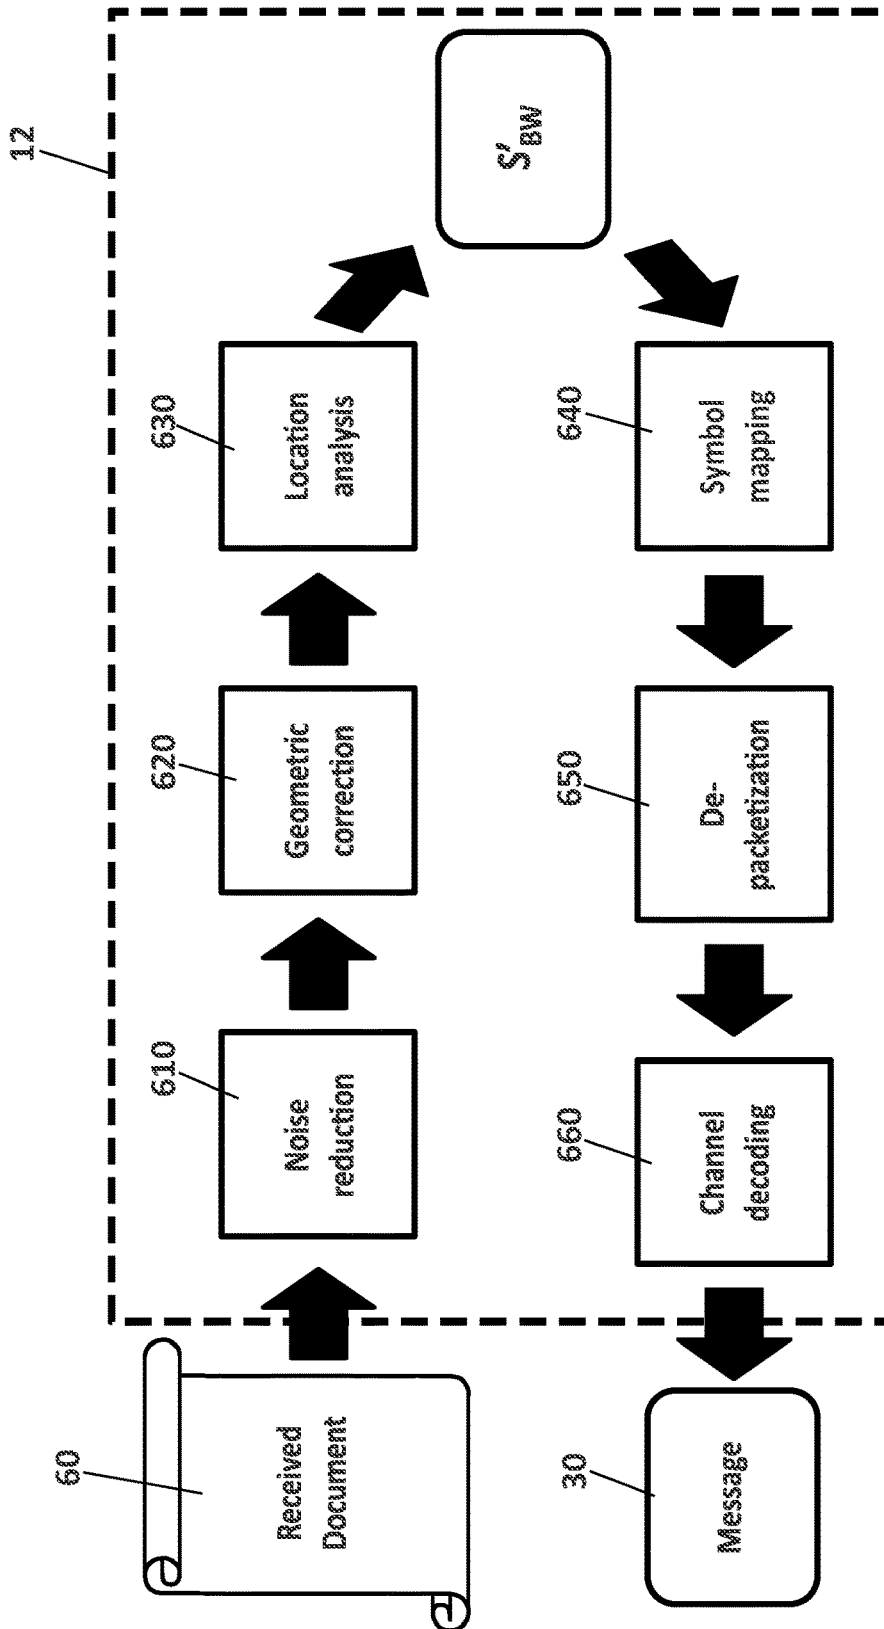 12
60
Received
Document
610
Noise
reduction
620
Geometric
correction
630
Location
analysis
S'BW
640
Symbol
mapping
650
De-
packetization
660
Channel
decoding
30
Message